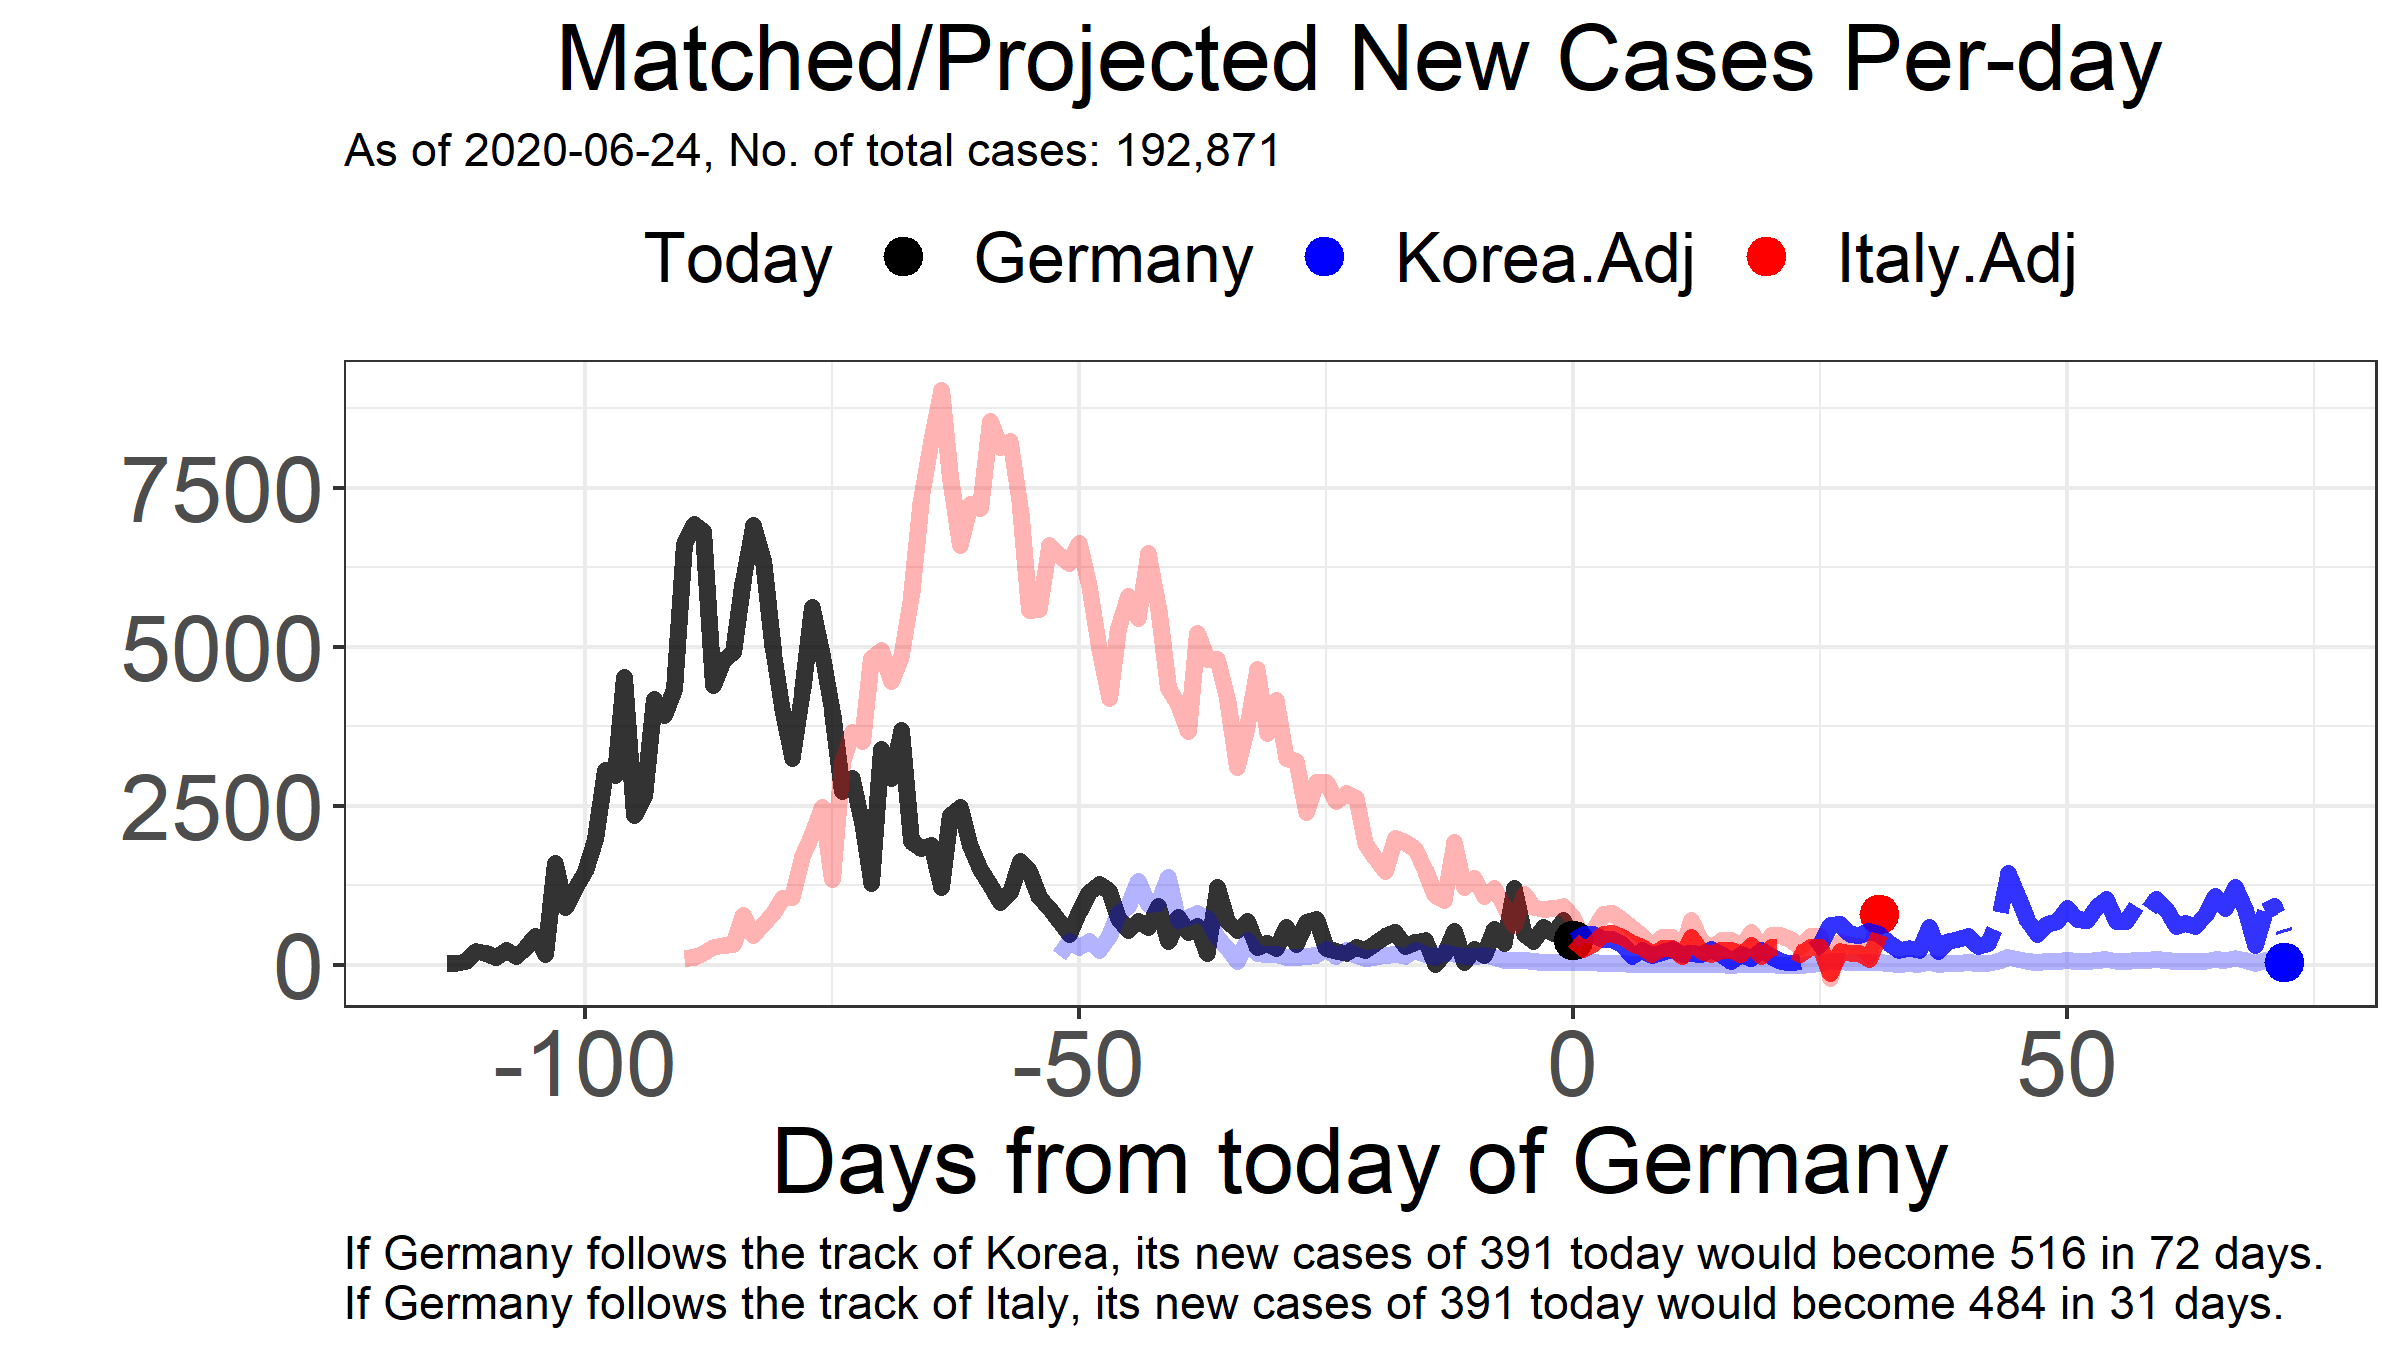 Matched/Projected New Cases Per-day
As of 2020-06-24, No. of total cases: 192,871
Today Germany Korea.Adj Italy.Adj
7500
5000
2500
0
-100 -50 0 50
Days from today of Germany
If Germany follows the track of Korea, its new cases of 391 today would become 516 in 72 days.
If Germany follows the track of Italy, its new cases of 391 today would become 484 in 31 days.